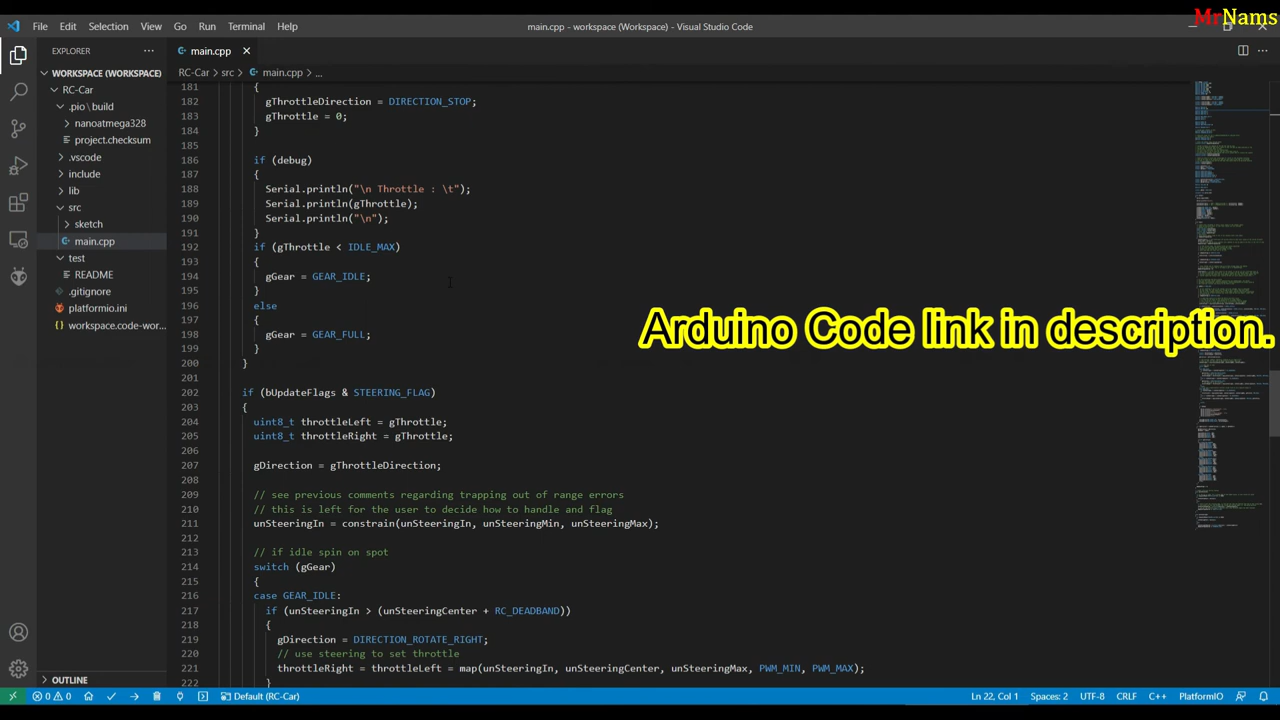 MrNams
File Edit Selection View Go Run Terminal Help
main.cpp - workspace (Workspace) - Visual Studio Code
EXPLORER
WORKSPACE (WORKSPACE)
RC-Car
.pio \ build
nanoatmega328
project.checksum
.vscode
include
lib
src
sketch
main.cpp
test
README
.gitignore
platformio.ini
workspace.code-wor...
OUTLINE
main.cpp
RC-Car > src > main.cpp > ...
181 {
182 gThrottleDirection = DIRECTION_STOP;
183 gThrottle = 0;
184 }
185
186 if (debug)
187 {
188 Serial.println("\n Throttle : \t");
189 Serial.println(gThrottle);
190 Serial.println("\n");
191 }
192 if (gThrottle < IDLE_MAX)
193 {
194 gGear = GEAR_IDLE;
195 }
196 else
197 {
198 gGear = GEAR_FULL;
199 }
200 }
201
202 if (bUpdateFlags & STEERING_FLAG)
203 {
204 uint8_t throttleLeft = gThrottle;
205 uint8_t throttleRight = gThrottle;
206
207 gDirection = gThrottleDirection;
208
209 // see previous comments regarding trapping out of range errors
210 // this is left for the user to decide how to handle and flag
211 unSteeringIn = constrain(unSteeringIn, unSteeringMin, unSteeringMax);
212
213 // if idle spin on spot
214 switch (gGear)
215 {
216 case GEAR_IDLE:
217 if (unSteeringIn > (unSteeringCenter + RC_DEADBAND))
218 {
219 gDirection = DIRECTION_ROTATE_RIGHT;
220 // use steering to set throttle
221 throttleRight = throttleLeft = map(unSteeringIn, unSteeringCenter, unSteeringMax, PWM_MIN, PWM_MAX);
222 }
Arduino Code link in description.
0 0 Default (RC-Car) Ln 22, Col 1 Spaces: 2 UTF-8 CRLF C++ PlatformIO